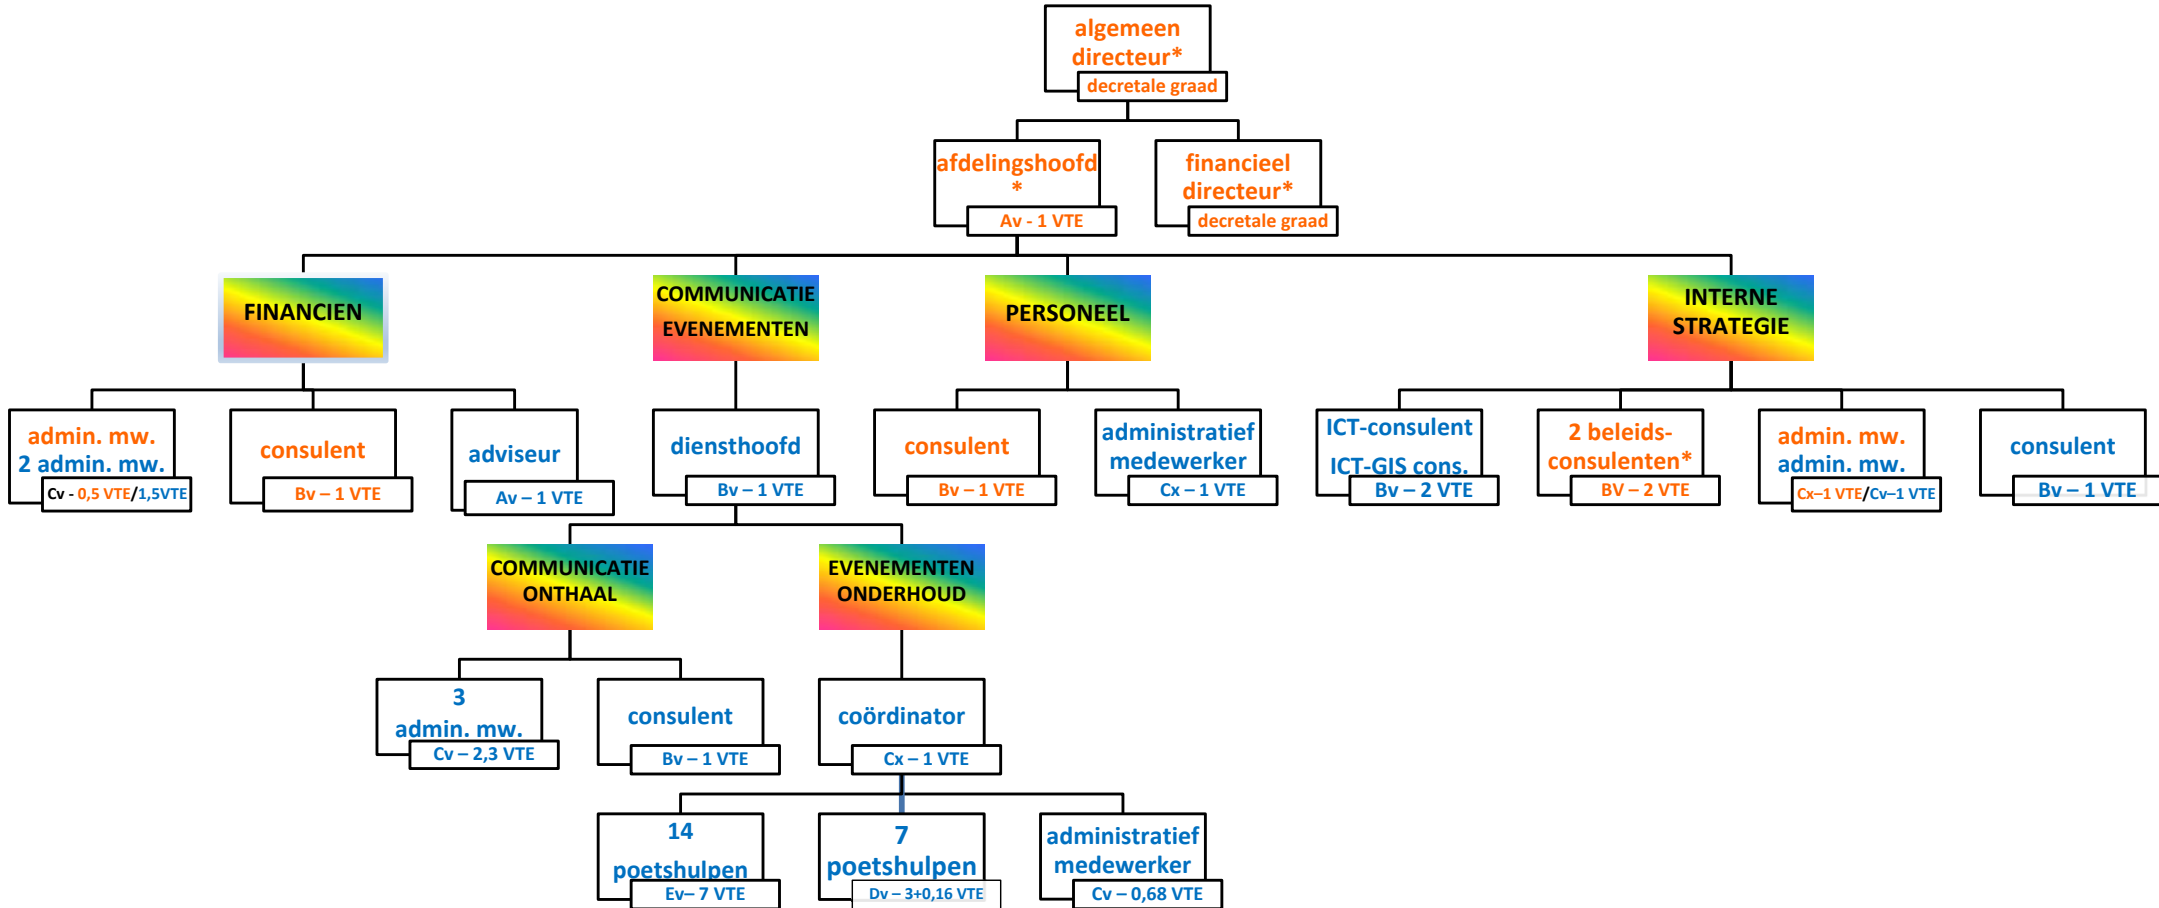 algemeen
directeur*
decretale graad
afdelingshoofd
*
Av - 1 VTE
financieel
directeur*
decretale graad
FINANCIEN
COMMUNICATIE
EVENEMENTEN
PERSONEEL
INTERNE
STRATEGIE
admin. mw.
2 admin. mw.
Cv - 0,5 VTE/1,5VTE
consulent
Bv – 1 VTE
adviseur
Av – 1 VTE
diensthoofd
Bv – 1 VTE
consulent
Bv – 1 VTE
administratief
medewerker
Cx – 1 VTE
ICT-consulent
ICT-GIS cons.
Bv – 2 VTE
2 beleids-
consulenten*
BV – 2 VTE
admin. mw.
admin. mw.
Cx–1 VTE/Cv–1 VTE
consulent
Bv – 1 VTE
COMMUNICATIE
ONTHAAL
EVENEMENTEN
ONDERHOUD
3
admin. mw.
Cv – 2,3 VTE
consulent
Bv – 1 VTE
coördinator
Cx – 1 VTE
14
poetshulpen
Ev– 7 VTE
7
poetshulpen
Dv – 3+0,16 VTE
administratief
medewerker
Cv – 0,68 VTE